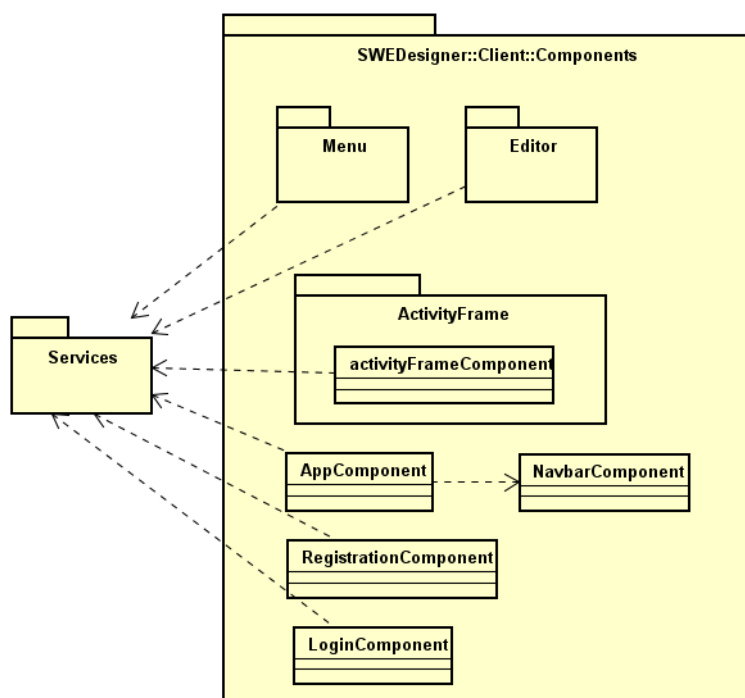 SWEDesigner::Client::Components
Menu
Editor
ActivityFrame
Services
activityFrameComponent
AppComponent
NavbarComponent
RegistrationComponent
LoginComponent